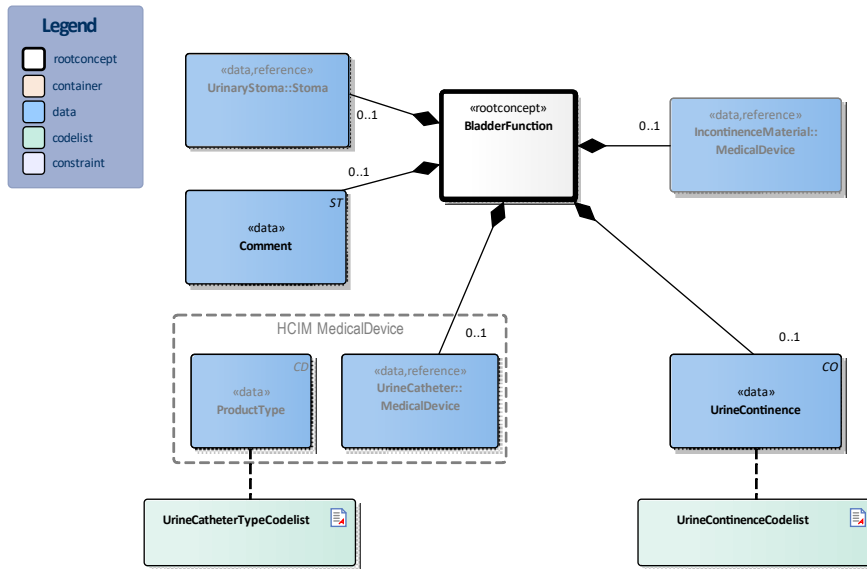 Legend
rootconcept
container
data
codelist
constraint
«data,reference»
UrinaryStoma::Stoma
0..1
«rootconcept»
BladderFunction
0..1
«data,reference»
IncontinenceMaterial::
MedicalDevice
0..1
ST
«data»
Comment
HCIM MedicalDevice
0..1
CD
«data»
ProductType
«data,reference»
UrineCatheter::
MedicalDevice
0..1
CO
«data»
UrineContinence
UrineCatheterTypeCodelist
UrineContinenceCodelist